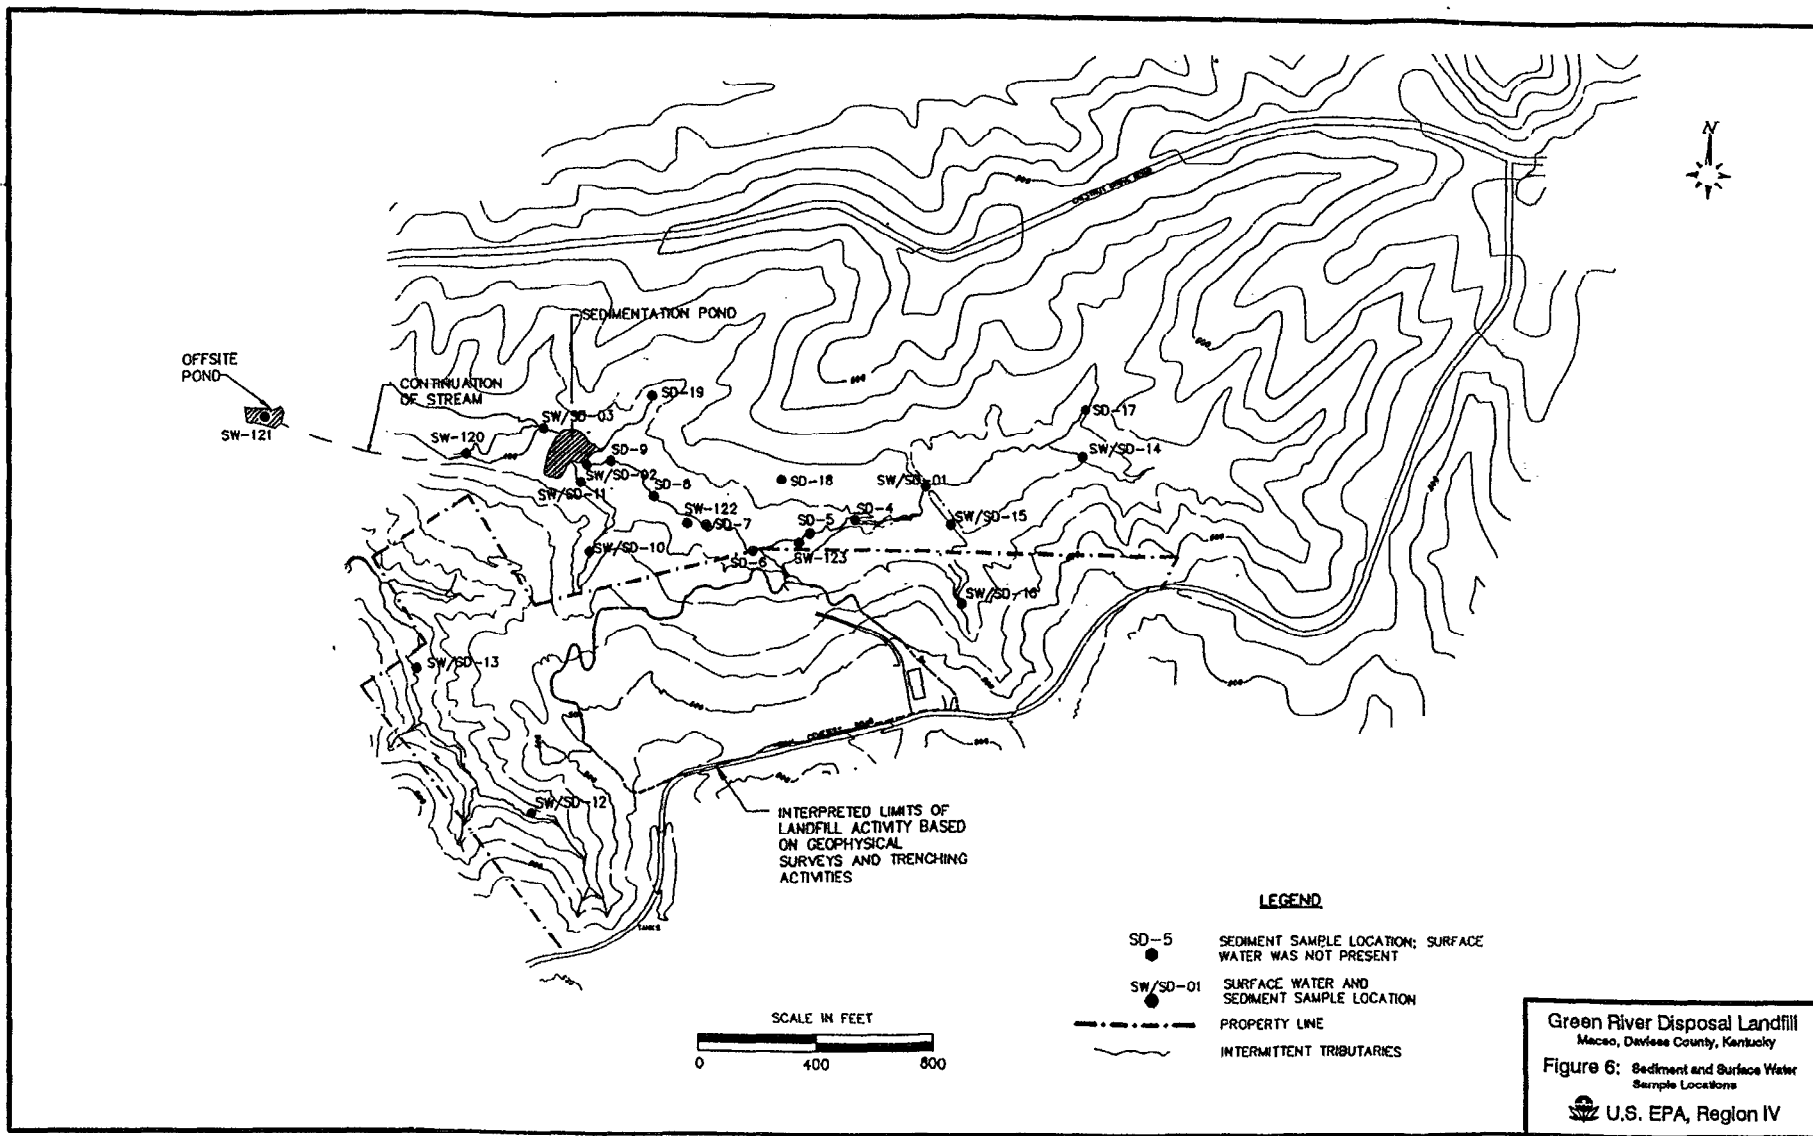 N
CHESTNUT GROVE ROAD
SEDIMENTATION POND
OFFSITE
POND
CONTINUATION
OF STREAM
SW-121
SW-120
SW/SD-03
SD-19
SD-9
SW/SD-02
SW/SD-11
SD-8
SW-122
SD-7
SW/SD-10
SD-18
SD-5
SD-4
SW-123
SD-6
SW/SD-01
SW/SD-15
SD-17
SW/SD-14
SW/SD-16
SW/SD-13
SW/SD-12
TANKS
INTERPRETED LIMITS OF
LANDFILL ACTIVITY BASED
ON GEOPHYSICAL
SURVEYS AND TRENCHING
ACTIVITIES
LEGEND
SD-5 SEDIMENT SAMPLE LOCATION; SURFACE
WATER WAS NOT PRESENT
SW/SD-01 SURFACE WATER AND
SEDIMENT SAMPLE LOCATION
PROPERTY LINE
INTERMITTENT TRIBUTARIES
SCALE IN FEET
0 400 800
Green River Disposal Landfill
Maceo, Daviess County, Kentucky
Figure 6: Sediment and Surface Water
Sample Locations
U.S. EPA, Region IV